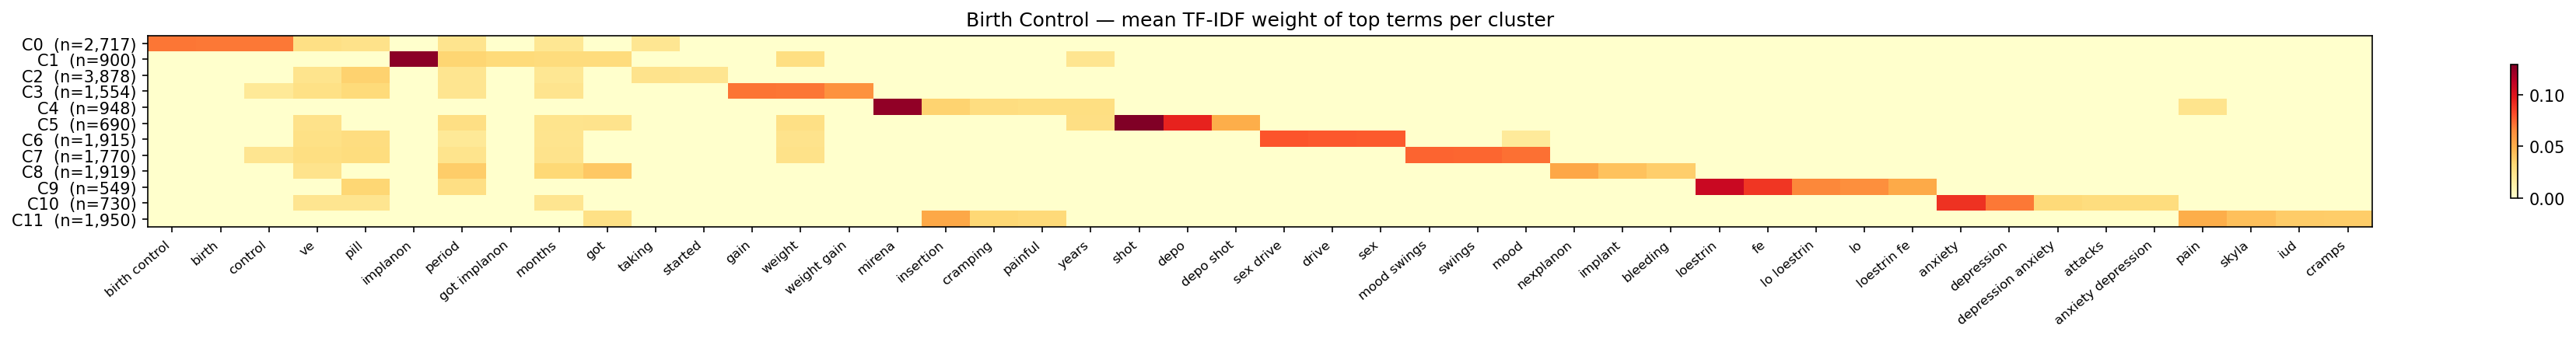 Birth Control — mean TF-IDF weight of top terms per cluster
C0 (n=2,717)
C1 (n=900)
C2 (n=3,878)
C3 (n=1,554)
C4 (n=948)
C5 (n=690)
C6 (n=1,915)
C7 (n=1,770)
C8 (n=1,919)
C9 (n=549)
C10 (n=730)
C11 (n=1,950)
birth control
birth
control
ve
pill
implanon
period
got implanon
months
got
taking
started
gain
weight
weight gain
mirena
insertion
cramping
painful
years
shot
depo
depo shot
sex drive
drive
sex
mood swings
swings
mood
nexplanon
implant
bleeding
loestrin
fe
lo loestrin
lo
loestrin fe
anxiety
depression
depression anxiety
attacks
anxiety depression
pain
skyla
iud
cramps
0.10
0.05
0.00